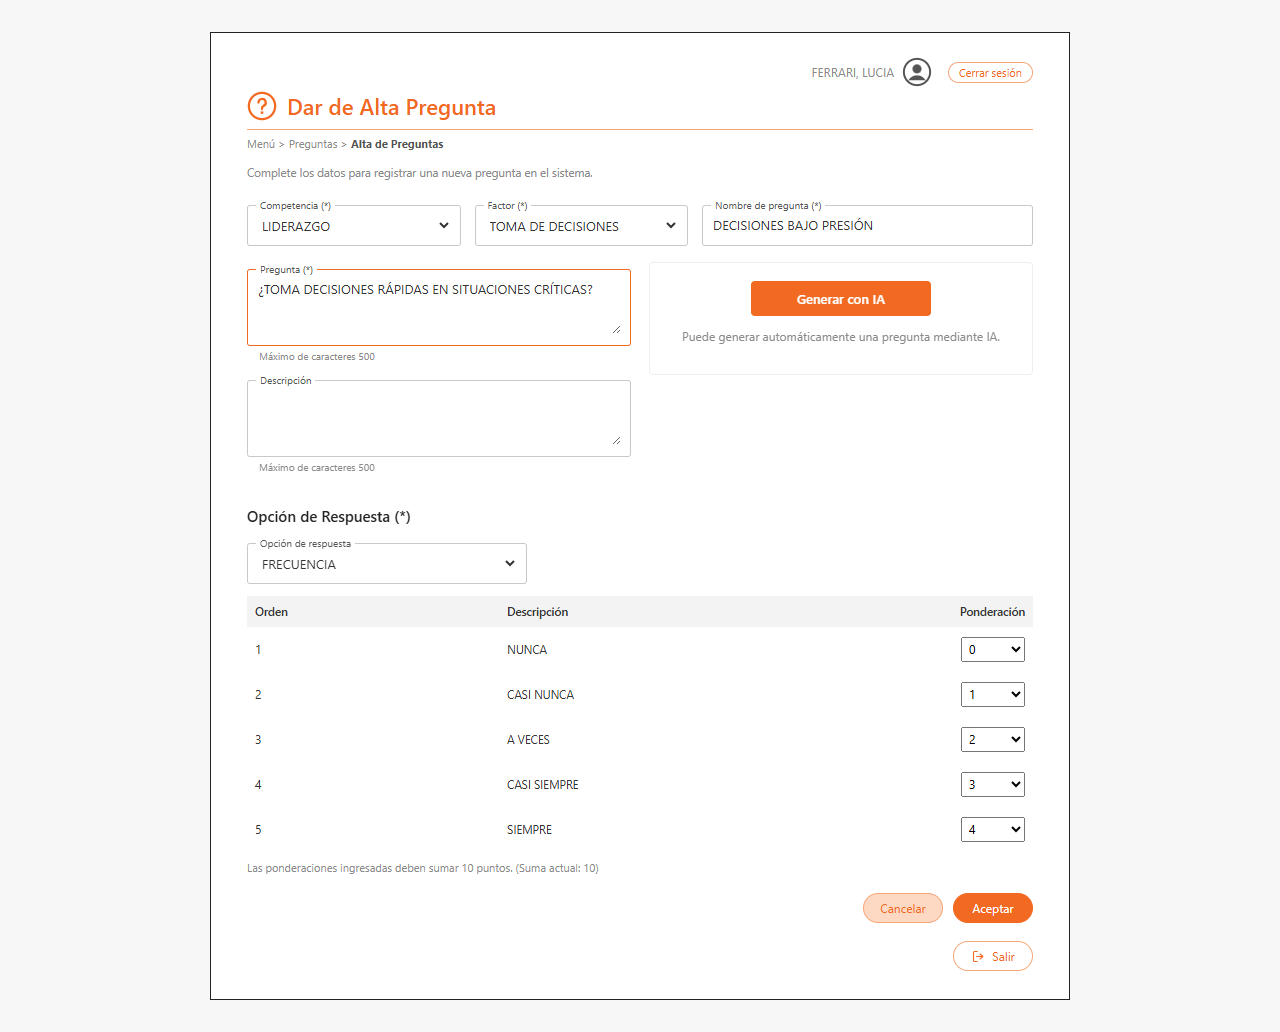 FERRARI, LUCIA
Cerrar sesión
Dar de Alta Pregunta
Menú > Preguntas > Alta de Preguntas
Complete los datos para registrar una nueva pregunta en el sistema.
Competencia (*)
LIDERAZGO
Factor (*)
TOMA DE DECISIONES
Nombre de pregunta (*)
DECISIONES BAJO PRESIÓN
Pregunta (*)
¿TOMA DECISIONES RÁPIDAS EN SITUACIONES CRÍTICAS?
Máximo de caracteres 500
Generar con IA
Puede generar automáticamente una pregunta mediante IA.
Descripción
Máximo de caracteres 500
Opción de Respuesta (*)
Opción de respuesta
FRECUENCIA
Orden Descripción Ponderación
1 NUNCA 0
2 CASI NUNCA 1
3 A VECES 2
4 CASI SIEMPRE 3
5 SIEMPRE 4
Las ponderaciones ingresadas deben sumar 10 puntos. (Suma actual: 10)
Cancelar
Aceptar
Salir